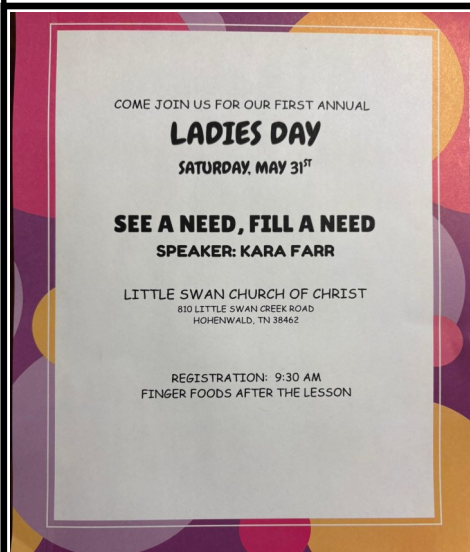 COME JOIN US FOR OUR FIRST ANNUAL
LADIES DAY
SATURDAY, MAY 31ST
SEE A NEED, FILL A NEED
SPEAKER: KARA FARR
LITTLE SWAN CHURCH OF CHRIST
810 LITTLE SWAN CREEK ROAD
HOHENWALD, TN 38462
REGISTRATION: 9:30 AM
FINGER FOODS AFTER THE LESSON